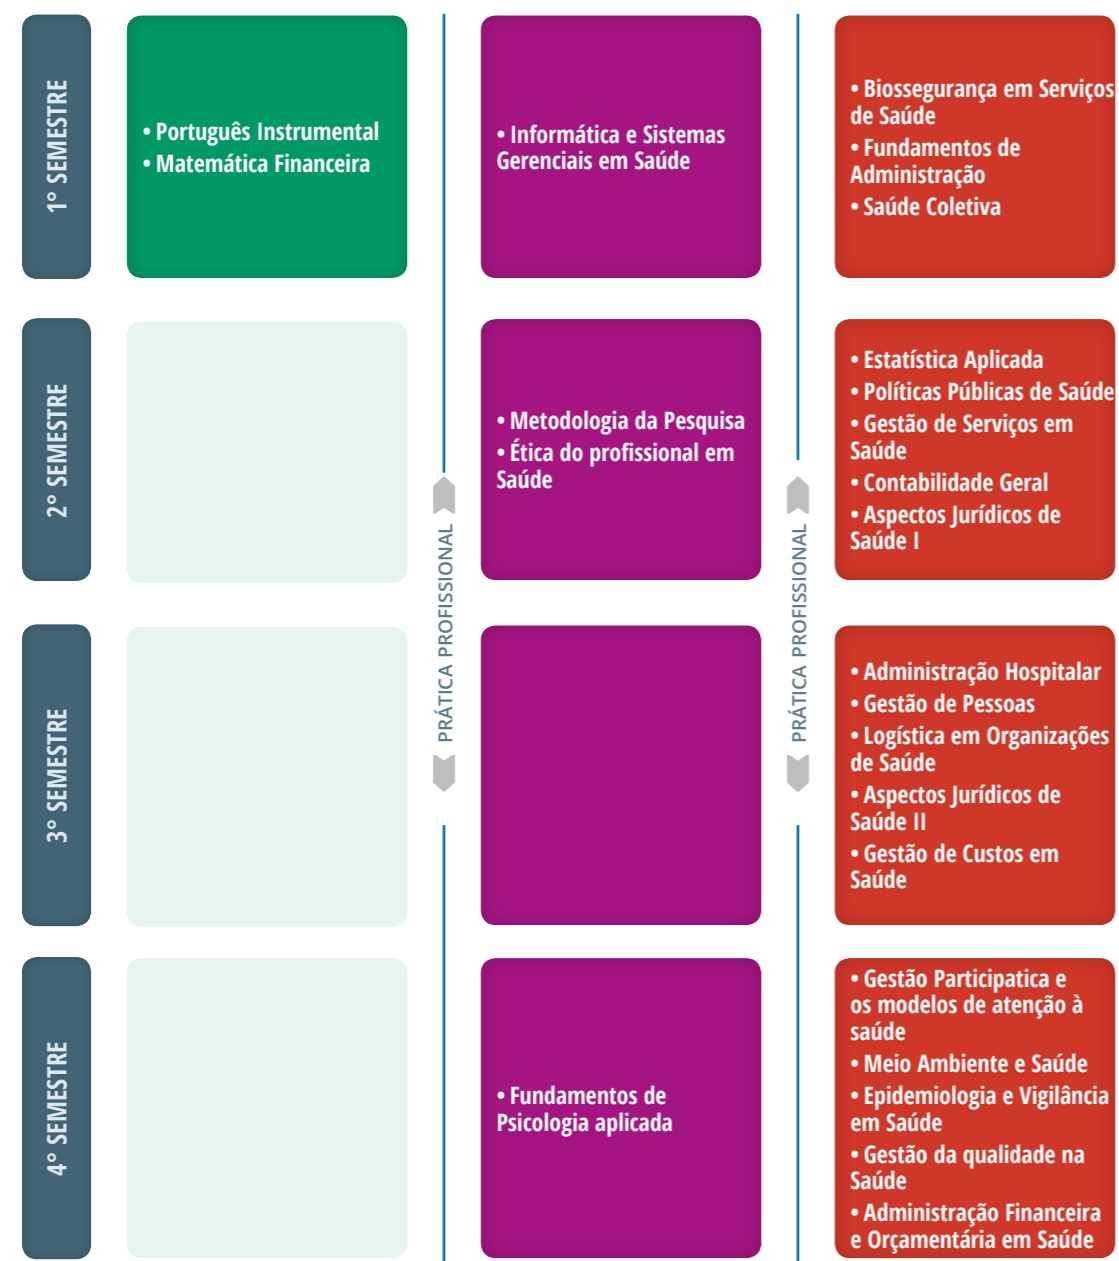 1° SEMESTRE
• Português Instrumental
• Matemática Financeira
• Informática e Sistemas
Gerenciais em Saúde
• Biossegurança em Serviços
de Saúde
• Fundamentos de
Administração
• Saúde Coletiva
2° SEMESTRE
• Metodologia da Pesquisa
• Ética do profissional em
Saúde
• Estatística Aplicada
• Políticas Públicas de Saúde
• Gestão de Serviços em
Saúde
• Contabilidade Geral
• Aspectos Jurídicos de
Saúde I
PRÁTICA PROFISSIONAL
PRÁTICA PROFISSIONAL
3° SEMESTRE
• Administração Hospitalar
• Gestão de Pessoas
• Logística em Organizações
de Saúde
• Aspectos Jurídicos de
Saúde II
• Gestão de Custos em
Saúde
4° SEMESTRE
• Fundamentos de
Psicologia aplicada
• Gestão Participatica e
os modelos de atenção à
saúde
• Meio Ambiente e Saúde
• Epidemiologia e Vigilância
em Saúde
• Gestão da qualidade na
Saúde
• Administração Financeira
e Orçamentária em Saúde